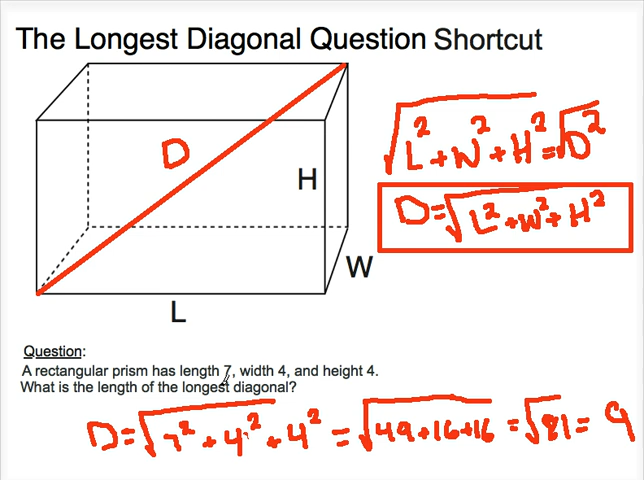 The Longest Diagonal Question Shortcut
D
H
W
L
√L²+W²+H² = √D²
D=√L²+W²+H²
Question:
A rectangular prism has length 7, width 4, and height 4.
What is the length of the longest diagonal?
D=√7²+4²+4² = √49+16+16 = √81 = 9